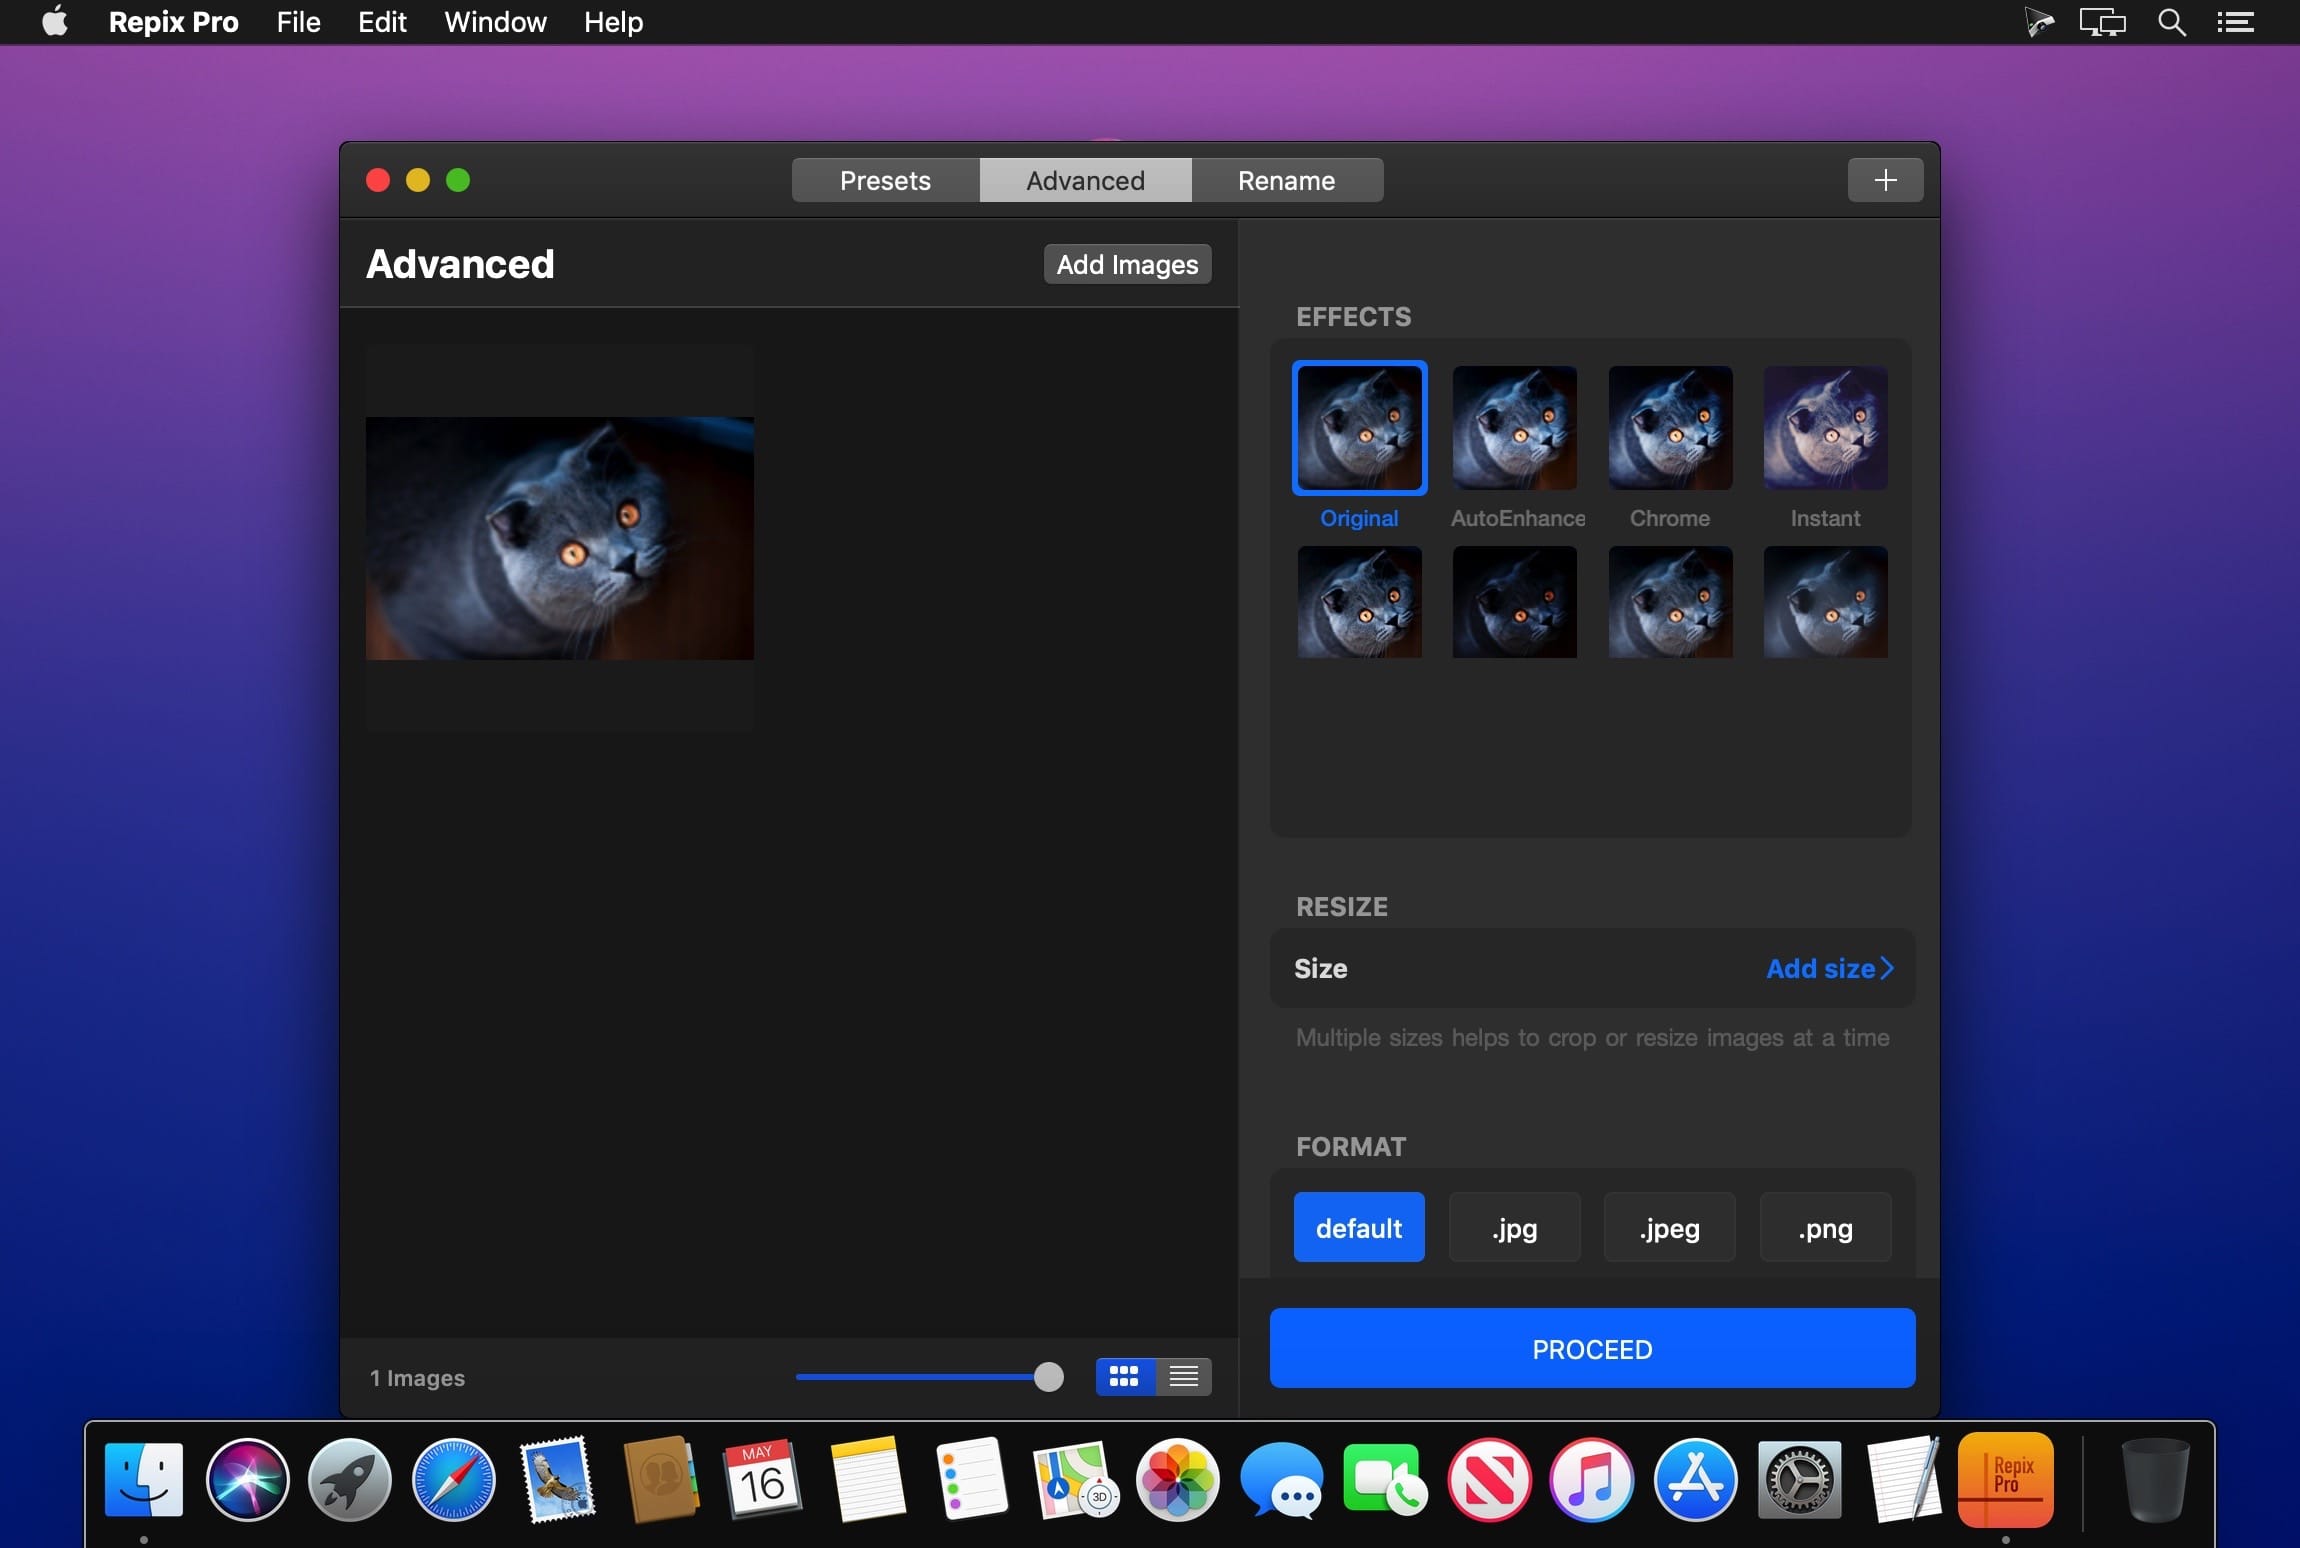 Repix Pro File Edit Window Help
Presets Advanced Rename
Advanced
Add Images
EFFECTS
Original AutoEnhance Chrome Instant
RESIZE
Size
Add size
Multiple sizes helps to crop or resize images at a time
FORMAT
default .jpg .jpeg .png
PROCEED
1 Images
MAY
16
3D
Repix
Pro